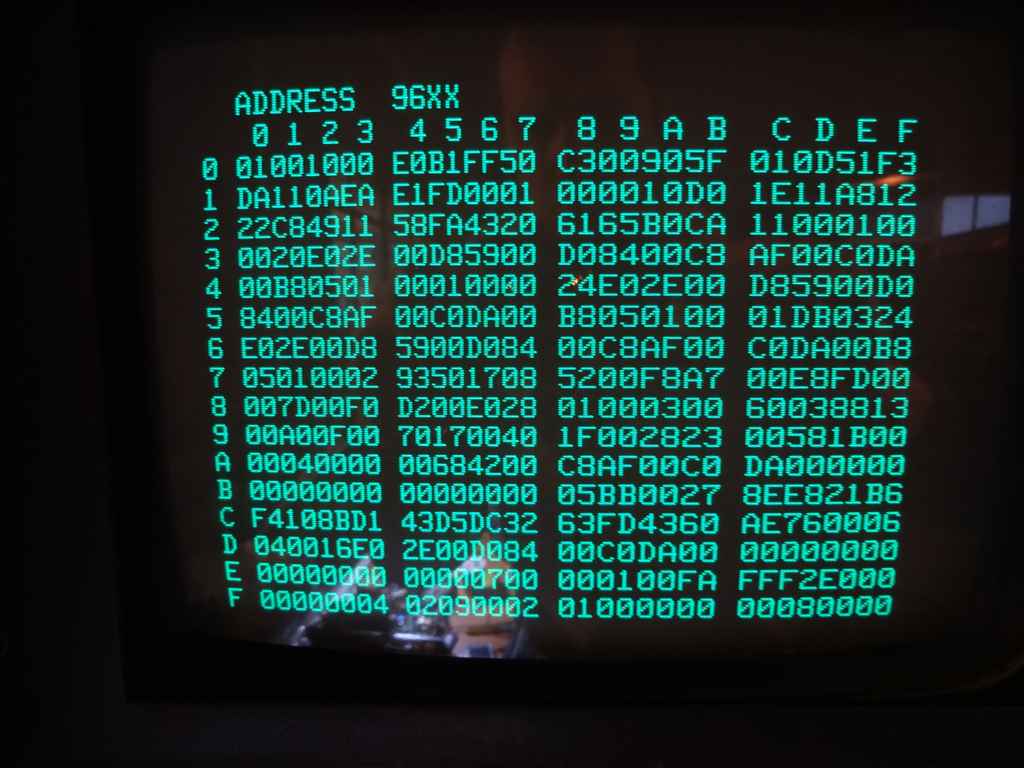 ADDRESS 96XX
0 1 2 3 4 5 6 7 8 9 A B C D E F
0 01001000 E0B1FF50 C300905F 010D51F3
1 DA110AEA E1FD0001 000010D0 1E11A812
2 22C84911 58FA4320 6165B0CA 11000100
3 0020E02E 00D85900 D08400C8 AF00C0DA
4 00B80501 00010000 24E02E00 D85900D0
5 8400C8AF 00C0DA00 B8050100 01DB0324
6 E02E00D8 5900D084 00C8AF00 C0DA00B8
7 05010002 93501708 5200F8A7 00E8FD00
8 007D00F0 D200E028 01000300 60038813
9 00A00F00 70170040 1F002823 00581B00
A 00040000 00684200 C8AF00C0 DA000000
B 00000000 00000000 05BB0027 8EE821B6
C F4108BD1 43D5DC32 63FD4360 AE760006
D 040016E0 2E00D084 00C0DA00 00000000
E 00000000 00000700 000100FA FFF2E000
F 00000004 02090002 01000000 00080000